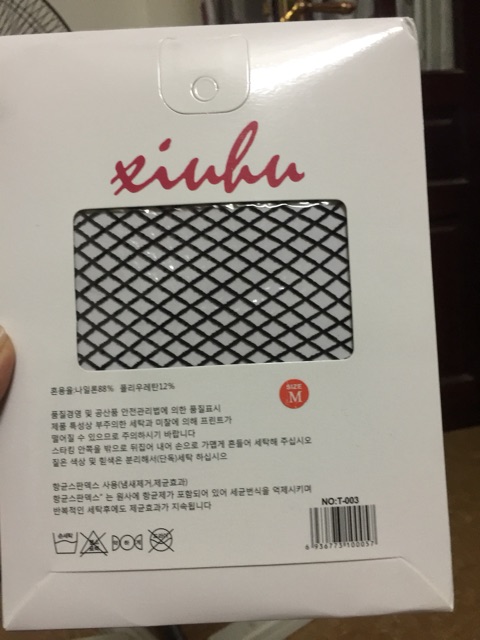 xiuhu
혼용율:나일론88% 폴리우레탄12%
SIZE
M
품질경영 및 공산품 안전관리법에 의한 품질표시
제품 특성상 부주의한 세탁과 마찰에 의해 프린트가
떨어질 수 있으므로 주의하시기 바랍니다
스타킹 안쪽을 밖으로 뒤집어 내어 손으로 가볍게 흔들어 세탁해 주십시오
짙은 색상 및 흰색은 분리해서(단독)세탁 하십시오
항균스판덱스 사용(냄새제거,제균효과)
항균스판덱스" 는 원사에 항균제가 포함되어 있어 세균번식을 억제시키며
반복적인 세탁후에도 제균효과가 지속됩니다
NO:T-003
손세탁
6 936773 100057